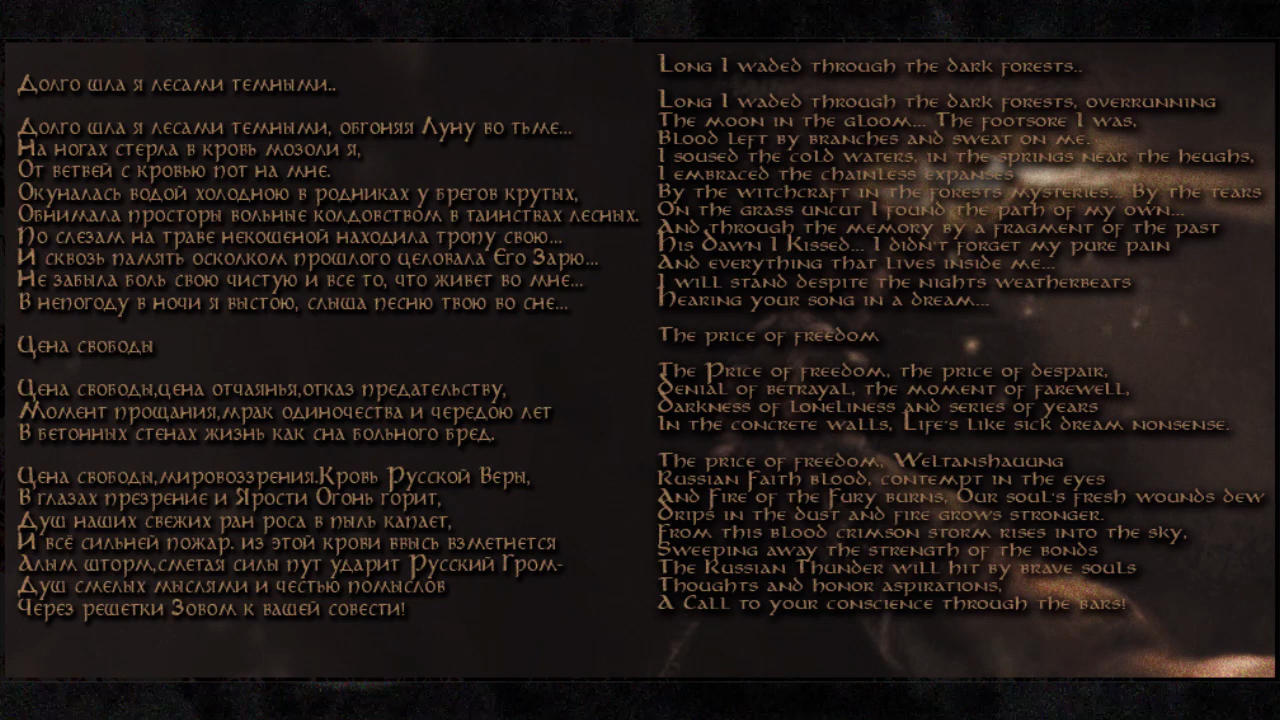 Долго шла я лесами темными..
Долго шла я лесами темными, обгоняя Луну во тьме...
На ногах стерла в кровь мозоли я,
От ветвей с кровью пот на мне.
Окуналась водой холодною в родниках у брегов крутых,
Обнимала просторы вольные колдовством в таинствах лесных.
По слезам на траве некошеной находила тропу свою...
И сквозь память осколком прошлого целовала Его Зарю...
Не забыла боль свою чистую и все то, что живет во мне...
В непогоду в ночи я выстою, слыша песню твою во сне...
Цена свободы
Цена свободы,цена отчаянья,отказ предательству,
Момент прощания,мрак одиночества и чередою лет
В бетонных стенах жизнь как сна больного бред.
Цена свободы,мировоззрения.Кровь Русской Веры,
В глазах презрение и Ярости Огонь горит,
Душ наших свежих ран роса в пыль капает,
И всё сильней пожар. из этой крови ввысь взметнется
Алым шторм,сметая силы пут ударит Русский Гром-
Душ смелых мыслями и честью помыслов
Через решетки Зовом к вашей совести!
Long I waded through the dark forests..
Long I waded through the dark forests, overrunning
The moon in the gloom... The footsore I was,
Blood left by branches and sweat on me.
I soused the cold waters, in the springs near the heughs,
I embraced the chainless expanses
By the witchcraft in the forests mysteries... By the tears
On the grass uncut I found the path of my own...
And through the memory by a fragment of the past
His dawn I Kissed... I didn't forget my pure pain
And everything that lives inside me...
I will stand despite the nights weatherbeats
Hearing your song in a dream...
The price of freedom
The Price of freedom, the price of despair,
Denial of betrayal, the moment of farewell,
Darkness of loneliness and series of years
In the concrete walls, Life's like sick dream nonsense.
The price of freedom, Weltanshauung
Russian Faith blood, contempt in the eyes
And Fire of the Fury burns, Our soul's fresh wounds dew
Drips in the dust and fire grows stronger.
From this blood crimson storm rises into the sky,
Sweeping away the strength of the bonds
The Russian Thunder will hit by brave souls
Thoughts and honor aspirations,
A Call to your conscience through the bars!